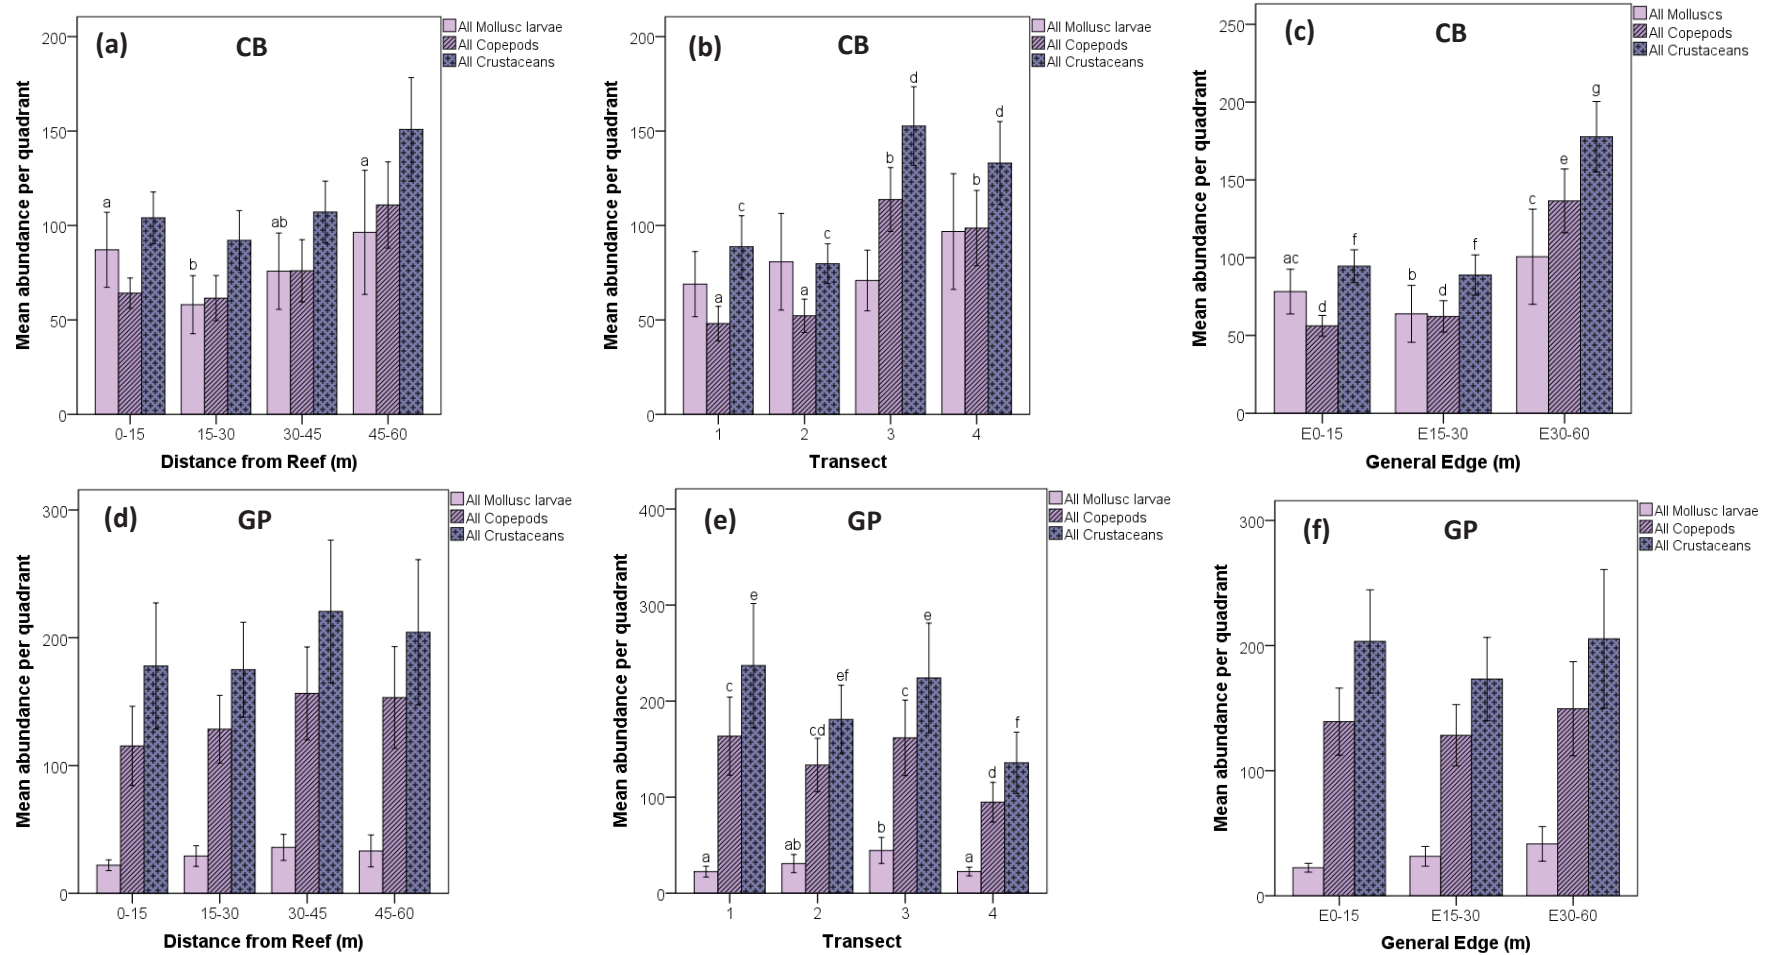 (a)
CB
All Mollusc larvae
All Copepods
All Crustaceans
Mean abundance per quadrant
200
150
100
50
0
a
b
ab
a
0-15
15-30
30-45
45-60
Distance from Reef (m)
(b)
CB
All Mollusc larvae
All Copepods
All Crustaceans
Mean abundance per quadrant
200
150
100
50
0
a
c
a
c
b
d
b
d
1
2
3
4
Transect
(c)
CB
All Molluscs
All Copepods
All Crustaceans
Mean abundance per quadrant
250
200
150
100
50
0
ac
d
f
b
d
f
c
e
g
E0-15
E15-30
E30-60
General Edge (m)
(d)
GP
All Mollusc larvae
All Copepods
All Crustaceans
Mean abundance per quadrant
300
200
100
0
0-15
15-30
30-45
45-60
Distance from Reef (m)
(e)
GP
All Mollusc larvae
All Copepods
All Crustaceans
Mean abundance per quadrant
400
300
200
100
0
a
c
e
ab
cd
ef
b
c
e
a
d
f
1
2
3
4
Transect
(f)
GP
All Mollusc larvae
All Copepods
All Crustaceans
Mean abundance per quadrant
300
200
100
0
E0-15
E15-30
E30-60
General Edge (m)